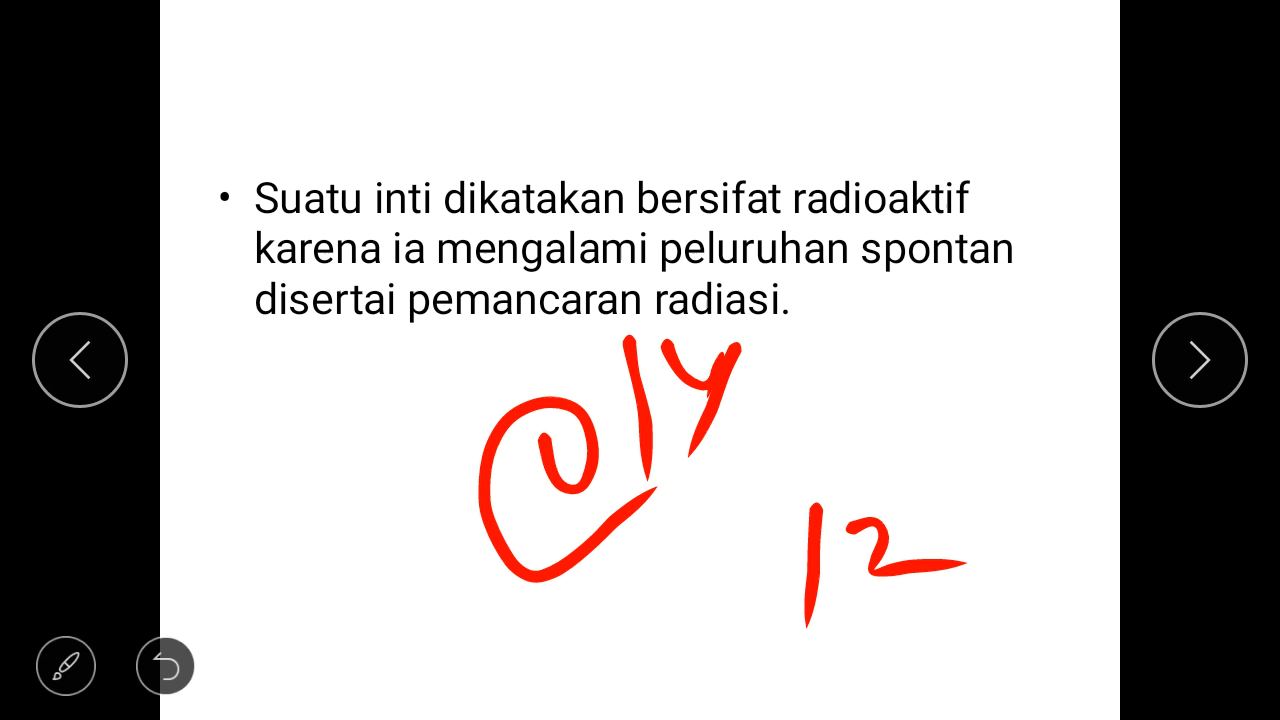 • Suatu inti dikatakan bersifat radioaktif
karena ia mengalami peluruhan spontan
disertai pemancaran radiasi.
C 14
12